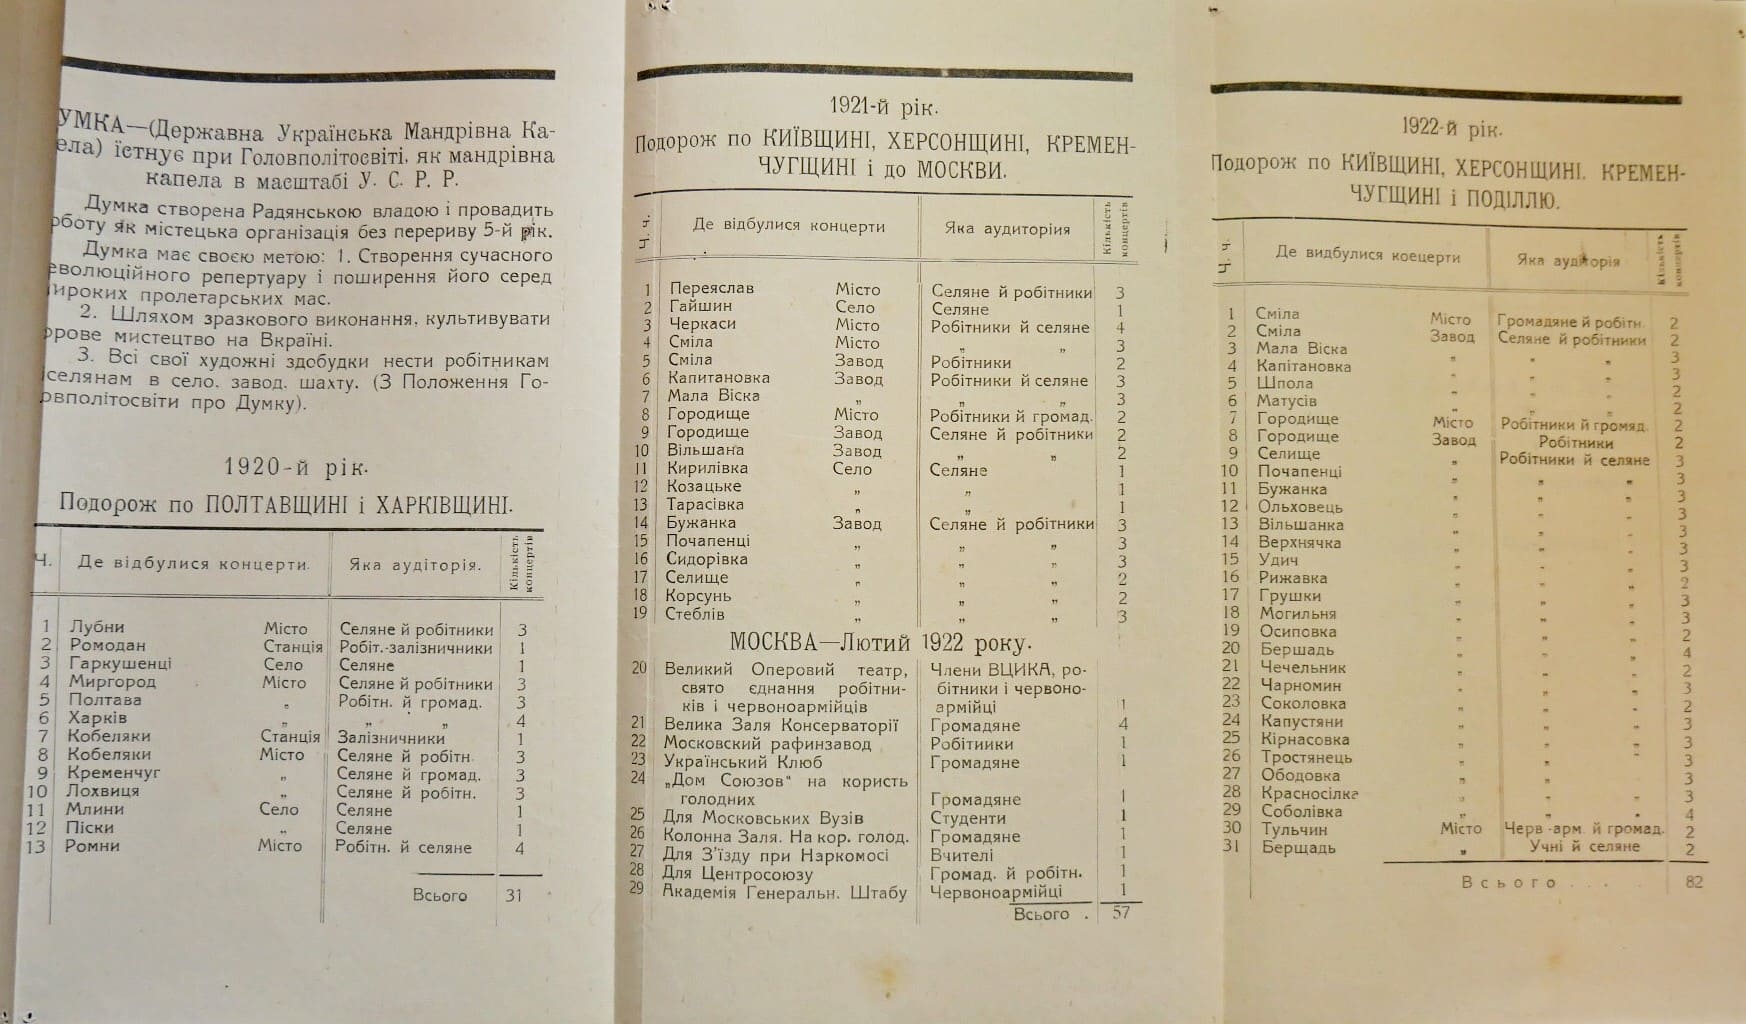 УМКА—(Державна Українська Мандрівна Ка-
ела) їстнує при Головполітосвіті, як мандрівна
капела в масштабі У. С. Р. Р.
Думка створена Радянською владою і провадить
оботу як містецька організація без перериву 5-й рік.
Думка має своєю метою: 1. Створення сучасного
еволюційного репертуару і поширення його серед
ироких пролетарських мас.
2. Шляхом зразкового виконання, культивувати
орове мистецтво на Вкраїні.
3. Всі свої художні здобудки нести робітникам
селянам в село, завод, шахту. (З Положення Го-
овполітосвіти про Думку).
1920-й рік.
Подорож по ПОЛТАВЩИНІ і ХАРКІВЩИНІ.
Ч. Де відбулися концерти. Яка аудіторія. Кількість концертів
1 Лубни Місто Селяне й робітники 3
2 Ромодан Станція Робіт.-залізничники 1
3 Гаркушенці Село Селяне 1
4 Миргород Місто Селяне й робітники 3
5 Полтава „ Робітн. й громад. 3
6 Харків „ „ „ 4
7 Кобеляки Станція Залізничники 1
8 Кобеляки Місто Селяне й робітн. 3
9 Кременчуг „ Селяне й громад. 3
10 Лохвиця „ Селяне й робітн. 3
11 Млини Село Селяне 1
12 Піски „ Селяне 1
13 Ромни Місто Робітн. й селяне 4
Всього 31
1921-й рік.
Подорож по КИЇВЩИНІ, ХЕРСОНЩИНІ, КРЕМЕН-
ЧУГЩИНІ і до МОСКВИ.
Ч. Ч. Де відбулися концерти Яка аудиторіия Кількість концертів
1 Переяслав Місто Селяне й робітники 3
2 Гайшин Село Селяне 1
3 Черкаси Місто Робітники й селяне 4
4 Сміла Місто „ „ 3
5 Сміла Завод Робітники 2
6 Капитановка Завод Робітники й селяне 3
7 Мала Віска „ „ „ 3
8 Городище Місто Робітники й громад. 2
9 Городище Завод Селяне й робітники 2
10 Вільшана Завод „ „ 2
11 Кирилівка Село Селяне 1
12 Козацьке „ „ 1
13 Тарасівка „ „ 1
14 Бужанка Завод Селяне й робітники 3
15 Почапенці „ „ „ 3
16 Сидорівка „ „ „ 3
17 Селище „ „ „ 2
18 Корсунь „ „ „ 2
19 Стеблів „ „ „ 3
МОСКВА—Лютий 1922 року.
20 Великий Оперовий театр, Члени ВЦИКА, ро-
свято єднання робітни- бітники і червоно-
ків і червоноармійців армійці 1
21 Велика Заля Консерваторії Громадяне 4
22 Московский рафинзавод Робітники 1
23 Український Клюб Громадяне 1
24 „Дом Союзов" на користь
голодних Громадяне 1
25 Для Московських Вузів Студенти 1
26 Колонна Заля. На кор. голод. Громадяне 1
27 Для З'їзду при Наркомосі Вчителі 1
28 Для Центросоюзу Громад. й робітн. 1
29 Академія Генеральн. Штабу Червоноармійці 1
Всього . 57
1922-й рік.
Подорож по КИЇВЩИНІ, ХЕРСОНЩИНІ, КРЕМЕН-
ЧУГЩИНІ і ПОДІЛЛЮ.
Ч. Ч. Де видбулися коецерти Яка аудиторія Кількість концертів
1 Сміла Місто Громадяне й робітн. 2
2 Сміла Завод Селяне й робітники 2
3 Мала Віска „ „ „ 3
4 Капітановка „ „ „ 3
5 Шпола „ „ „ 2
6 Матусів „ „ „ 2
7 Городище Місто Робітники й громяд. 2
8 Городище Завод Робітники 2
9 Селище „ Робітники й селяне 3
10 Почапенці „ „ „ 3
11 Бужанка „ „ „ 3
12 Ольховець „ „ „ 3
13 Вільшанка „ „ „ 3
14 Верхнячка „ „ „ 3
15 Удич „ „ „ 3
16 Рижавка „ „ „ 2
17 Грушки „ „ „ 3
18 Могильня „ „ „ 3
19 Осиповка „ „ „ 2
20 Бершадь „ „ „ 4
21 Чечельник „ „ „ 2
22 Чарномин „ „ „ 3
23 Соколовка „ „ „ 2
24 Капустяни „ „ „ 3
25 Кірнасовка „ „ „ 3
26 Тростянець „ „ „ 3
27 Ободовка „ „ „ 3
28 Красносілка „ „ „ 3
29 Соболівка „ „ „ 4
30 Тульчин Місто Черв-арм. й громад. 2
31 Берщадь „ Учні й селяне 2
Всього . . . 82